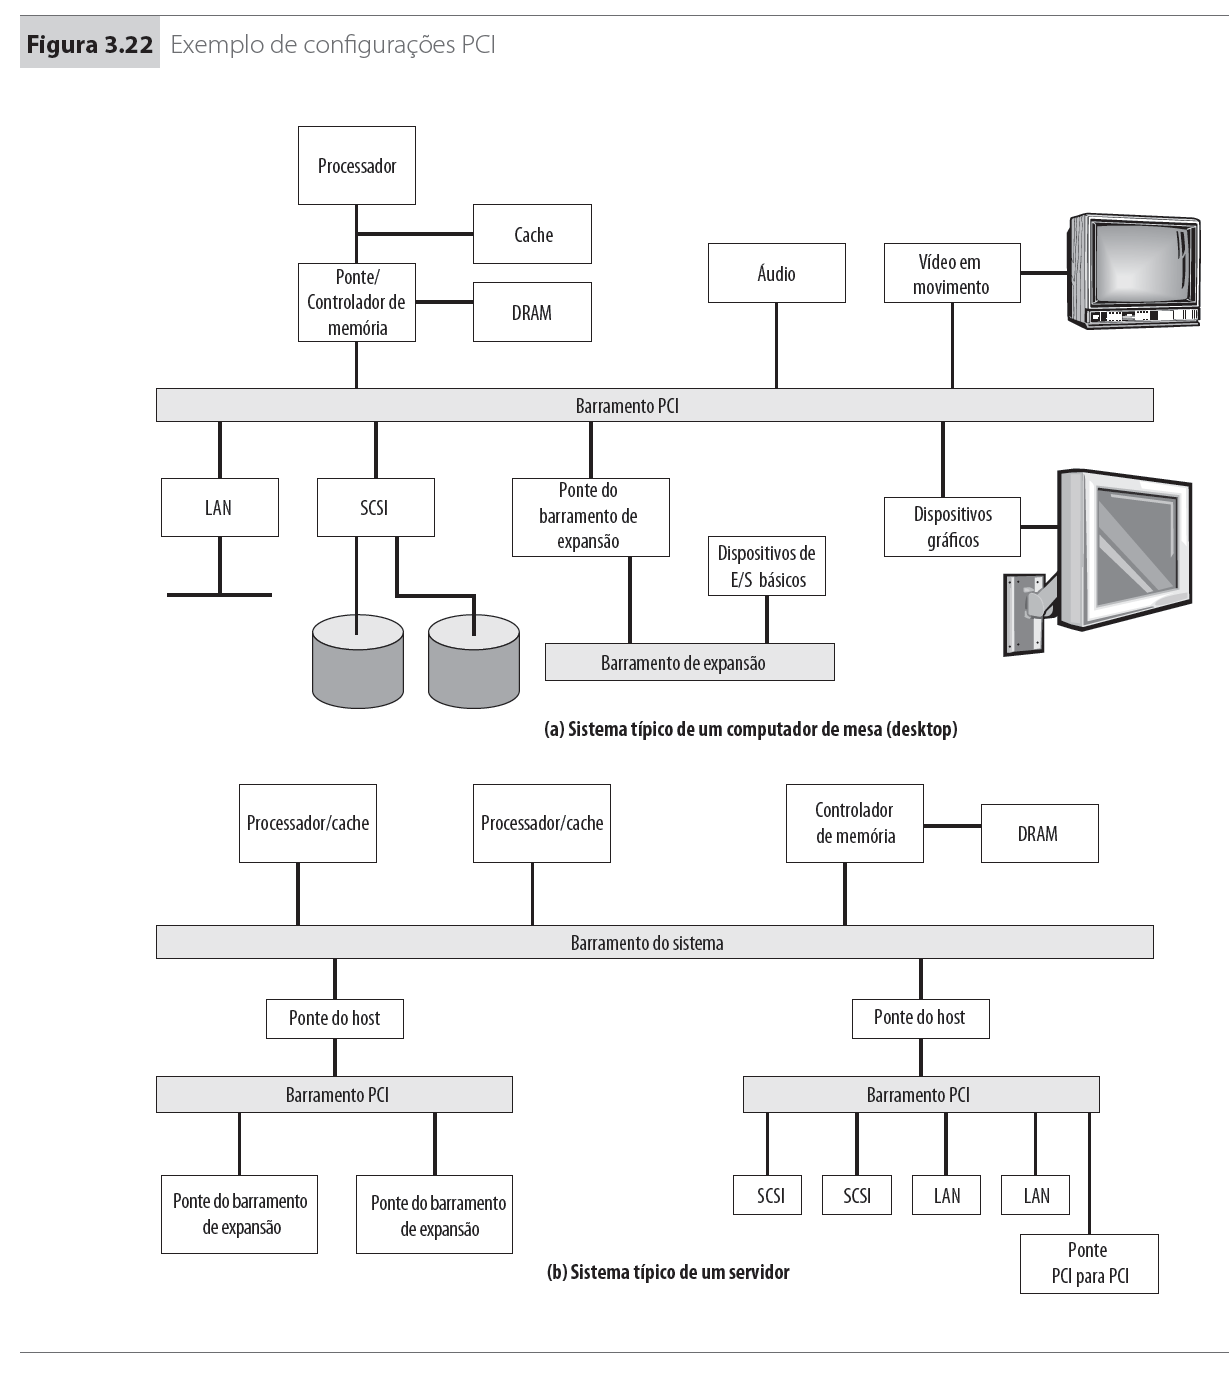 Figura 3.22 Exemplo de configurações PCI
Processador
Cache
Ponte/
Controlador de
memória
DRAM
Áudio
Vídeo em
movimento
Barramento PCI
LAN
SCSI
Ponte do
barramento de
expansão
Dispositivos de
E/S básicos
Dispositivos
gráficos
Barramento de expansão
(a) Sistema típico de um computador de mesa (desktop)
Processador/cache
Processador/cache
Controlador
de memória
DRAM
Barramento do sistema
Ponte do host
Ponte do host
Barramento PCI
Barramento PCI
Ponte do barramento
de expansão
Ponte do barramento
de expansão
SCSI
SCSI
LAN
LAN
Ponte
PCI para PCI
(b) Sistema típico de um servidor